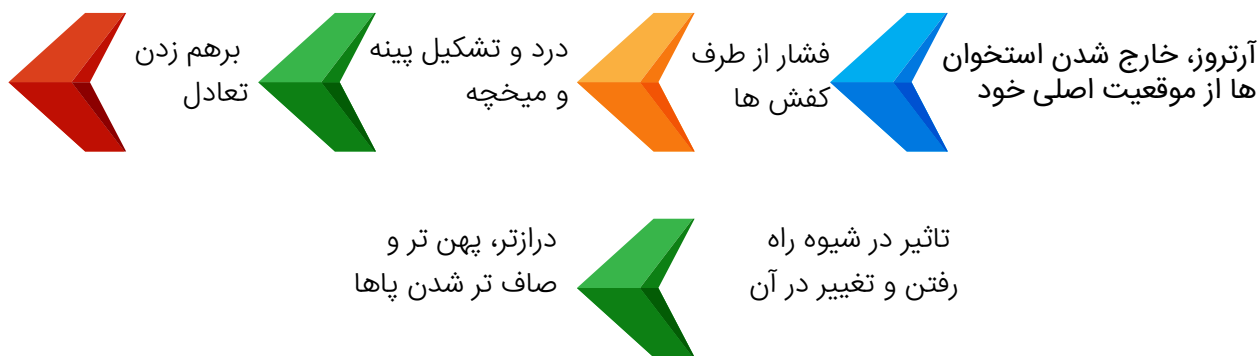 آرتروز، خارج شدن استخوان
ها از موقعیت اصلی خود
فشار از طرف
کفش ها
درد و تشکیل پینه
و میخچه
برهم زدن
تعادل
تاثیر در شیوه راه
رفتن و تغییر در آن
درازتر، پهن تر و
صاف تر شدن پاها